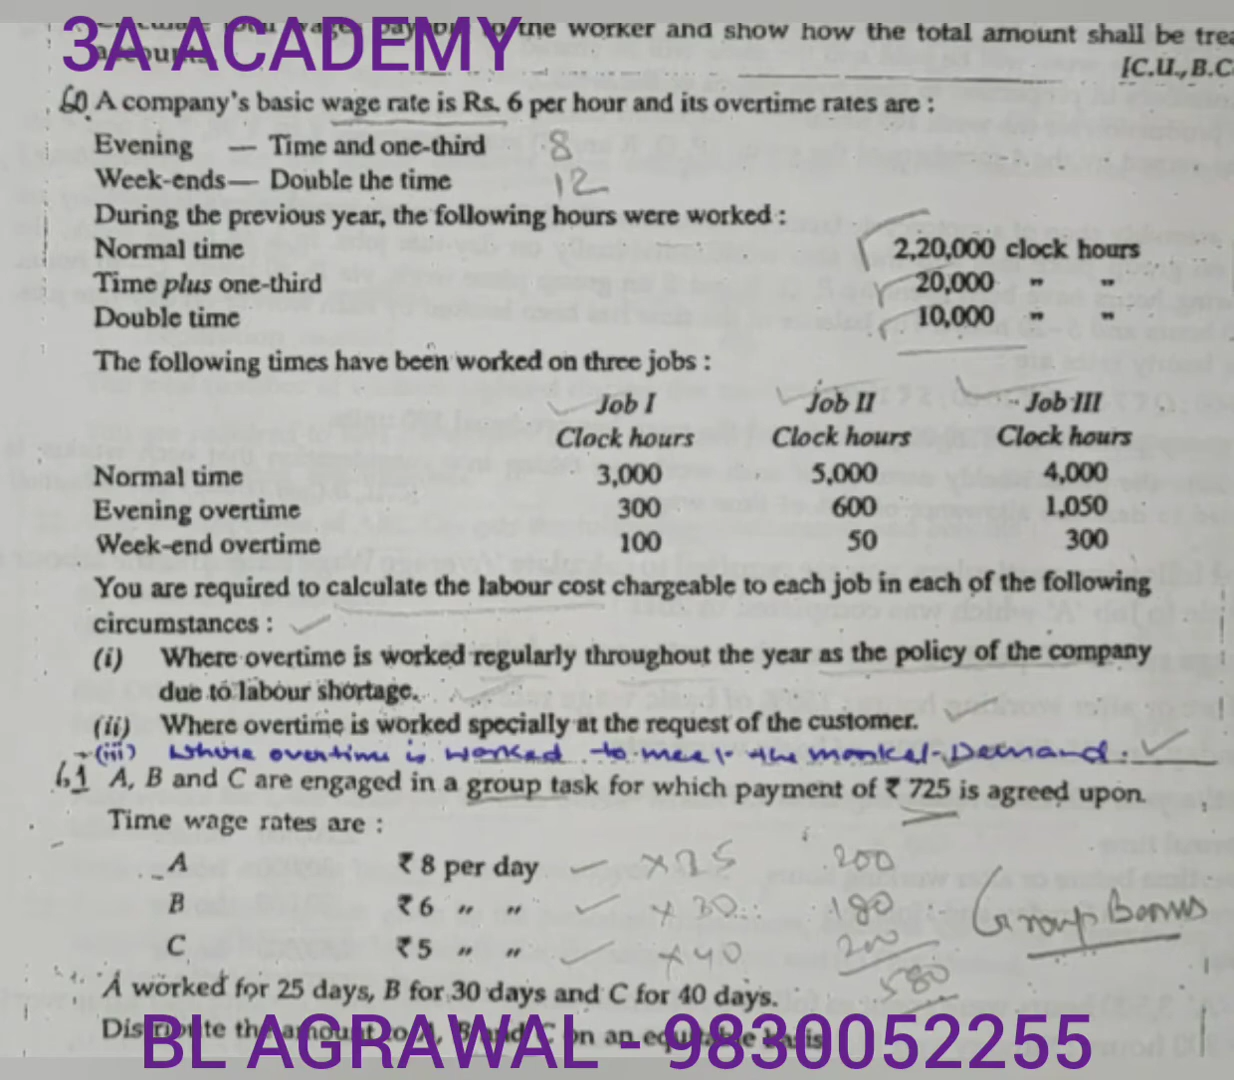 3A ACADEMY
the worker and show how the total amount shall be trea
accounts.
[C.U., B.C
60 A company's basic wage rate is Rs. 6 per hour and its overtime rates are :
Evening — Time and one-third 8
Week-ends— Double the time 12
During the previous year, the following hours were worked :
Normal time 2,20,000 clock hours
Time plus one-third 20,000 " "
Double time 10,000 " "
The following times have been worked on three jobs :
Job I Job II Job III
Clock hours Clock hours Clock hours
Normal time 3,000 5,000 4,000
Evening overtime 300 600 1,050
Week-end overtime 100 50 300
You are required to calculate the labour cost chargeable to each job in each of the following
circumstances :
(i) Where overtime is worked regularly throughout the year as the policy of the company
due to labour shortage.
(ii) Where overtime is worked specially at the request of the customer.
(iii) Where overtime is worked to meet the market Demand.
61 A, B and C are engaged in a group task for which payment of ₹ 725 is agreed upon.
Time wage rates are :
A ₹ 8 per day ×25 200
B ₹ 6 " " ×30 180
C ₹ 5 " " ×40 200
Group Bonus
580
A worked for 25 days, B for 30 days and C for 40 days.
Distribute the amount to A, B and C on an equitable basis
BL AGRAWAL - 9830052255